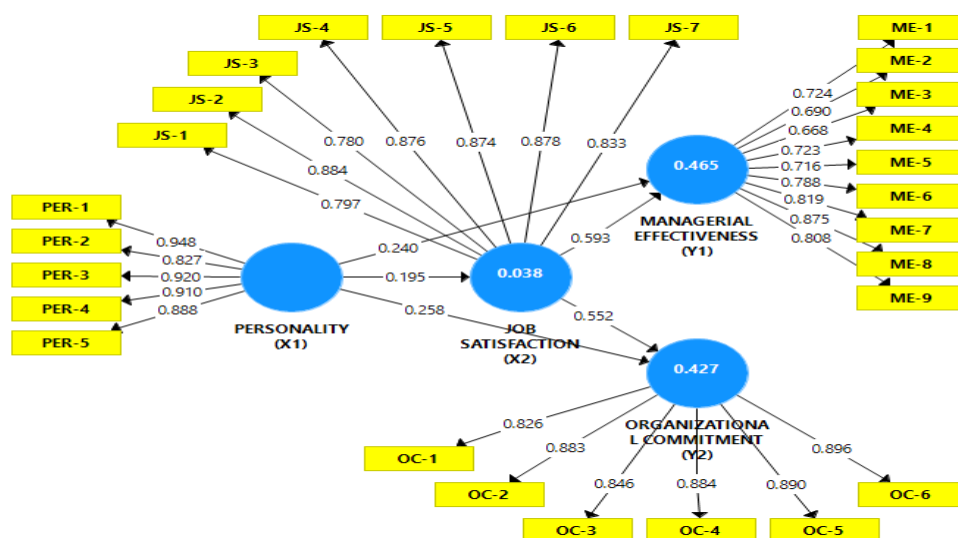 JS-4
JS-5
JS-6
JS-7
ME-1
JS-3
ME-2
JS-2
ME-3
JS-1
ME-4
ME-5
ME-6
ME-7
ME-8
ME-9
0.797
0.884
0.780
0.876
0.874
0.878
0.833
0.724
0.690
0.668
0.723
0.716
0.788
0.819
0.875
0.808
PER-1
PER-2
PER-3
PER-4
PER-5
0.948
0.827
0.920
0.910
0.888
PERSONALITY
(X1)
0.240
0.195
0.258
0.038
JOB
SATISFACTION
(X2)
0.593
0.552
0.465
MANAGERIAL
EFFECTIVENESS
(Y1)
0.427
ORGANIZATIONA
L COMMITMENT
(Y2)
0.826
0.883
0.846
0.884
0.890
0.896
OC-1
OC-2
OC-3
OC-4
OC-5
OC-6